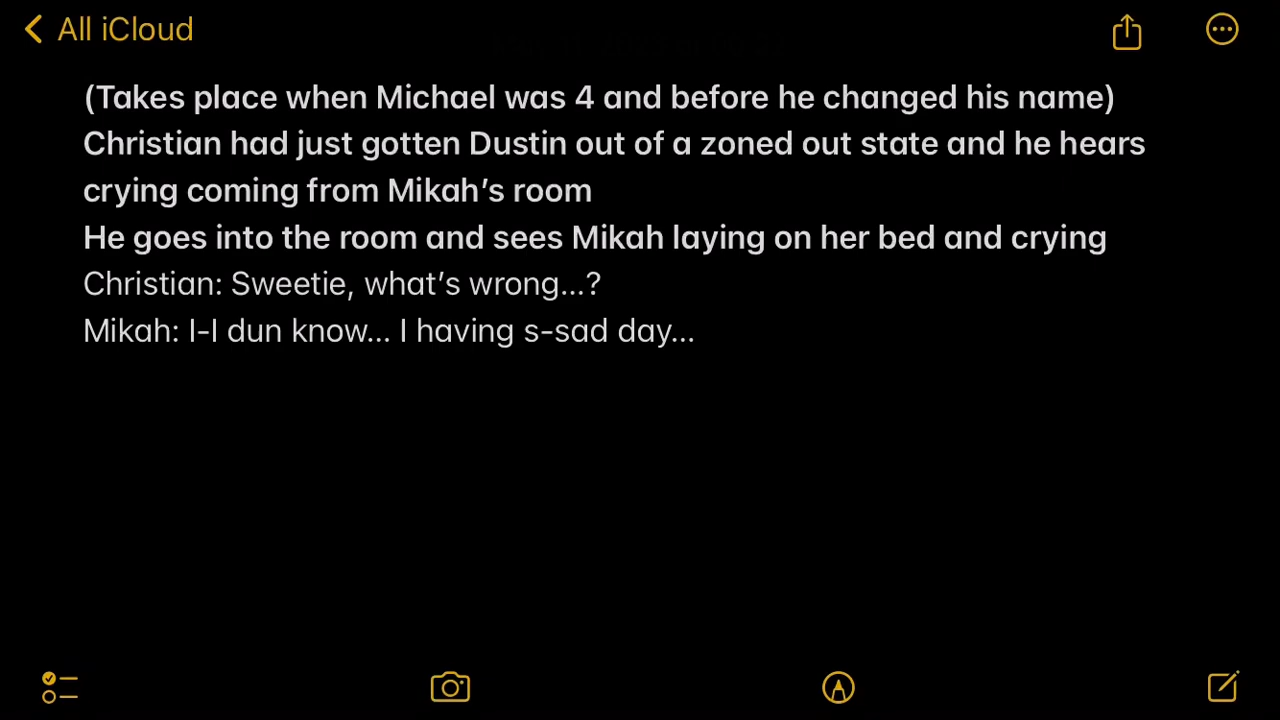 All iCloud
(Takes place when Michael was 4 and before he changed his name)
Christian had just gotten Dustin out of a zoned out state and he hears
crying coming from Mikah’s room
He goes into the room and sees Mikah laying on her bed and crying
Christian: Sweetie, what’s wrong...?
Mikah: I-I dun know... I having s-sad day...